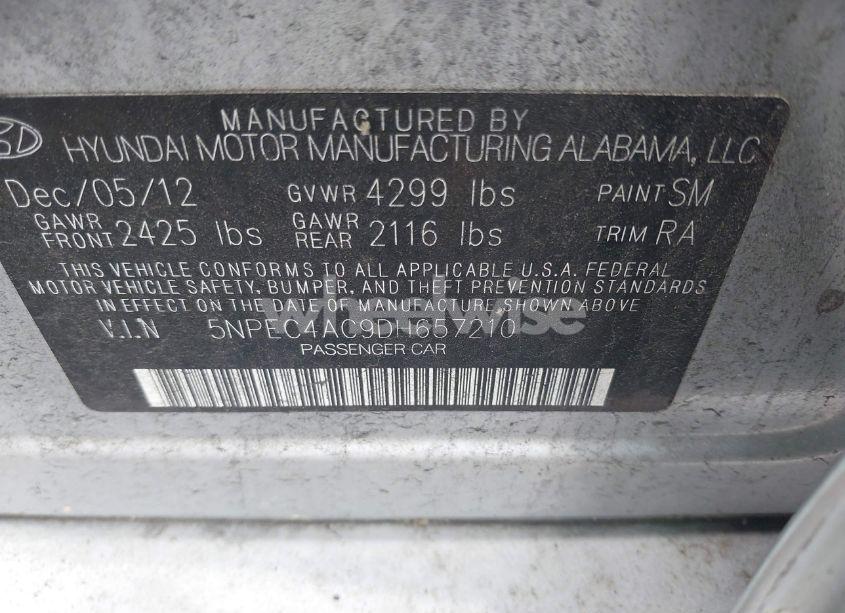 MANUFACTURED BY
HYUNDAI MOTOR MANUFACTURING ALABAMA, LLC
Dec/05/12 GVWR 4299 lbs PAINT SM
GAWR FRONT 2425 lbs GAWR REAR 2116 lbs TRIM RA
THIS VEHICLE CONFORMS TO ALL APPLICABLE U.S.A. FEDERAL
MOTOR VEHICLE SAFETY, BUMPER, AND THEFT PREVENTION STANDARDS
IN EFFECT ON THE DATE OF MANUFACTURE SHOWN ABOVE
V.I.N 5NPEC4AC9DH657210
PASSENGER CAR
wheelwise